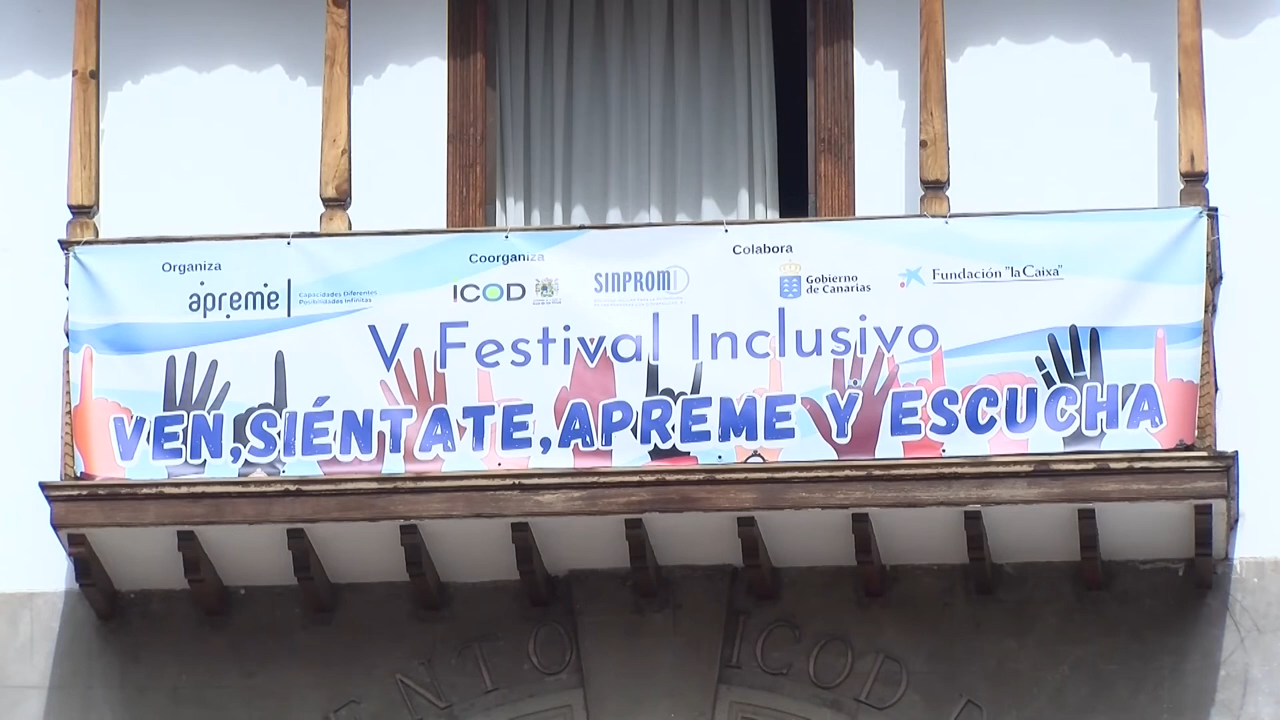 Organiza
Coorganiza
Colabora
apreme
Capacidades Diferentes
Posibilidades Infinitas
ICOD
SINPROMI
Gobierno
de Canarias
Fundación "la Caixa"
V Festival Inclusivo
VEN, SIÉNTATE, APREME Y ESCUCHA
ENTO ICOD